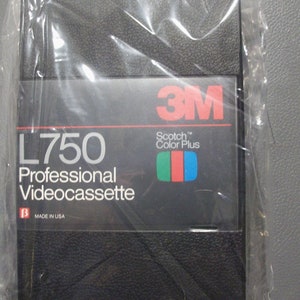 3M
L750
Scotch™
Color Plus
Professional
Videocassette
β MADE IN USA